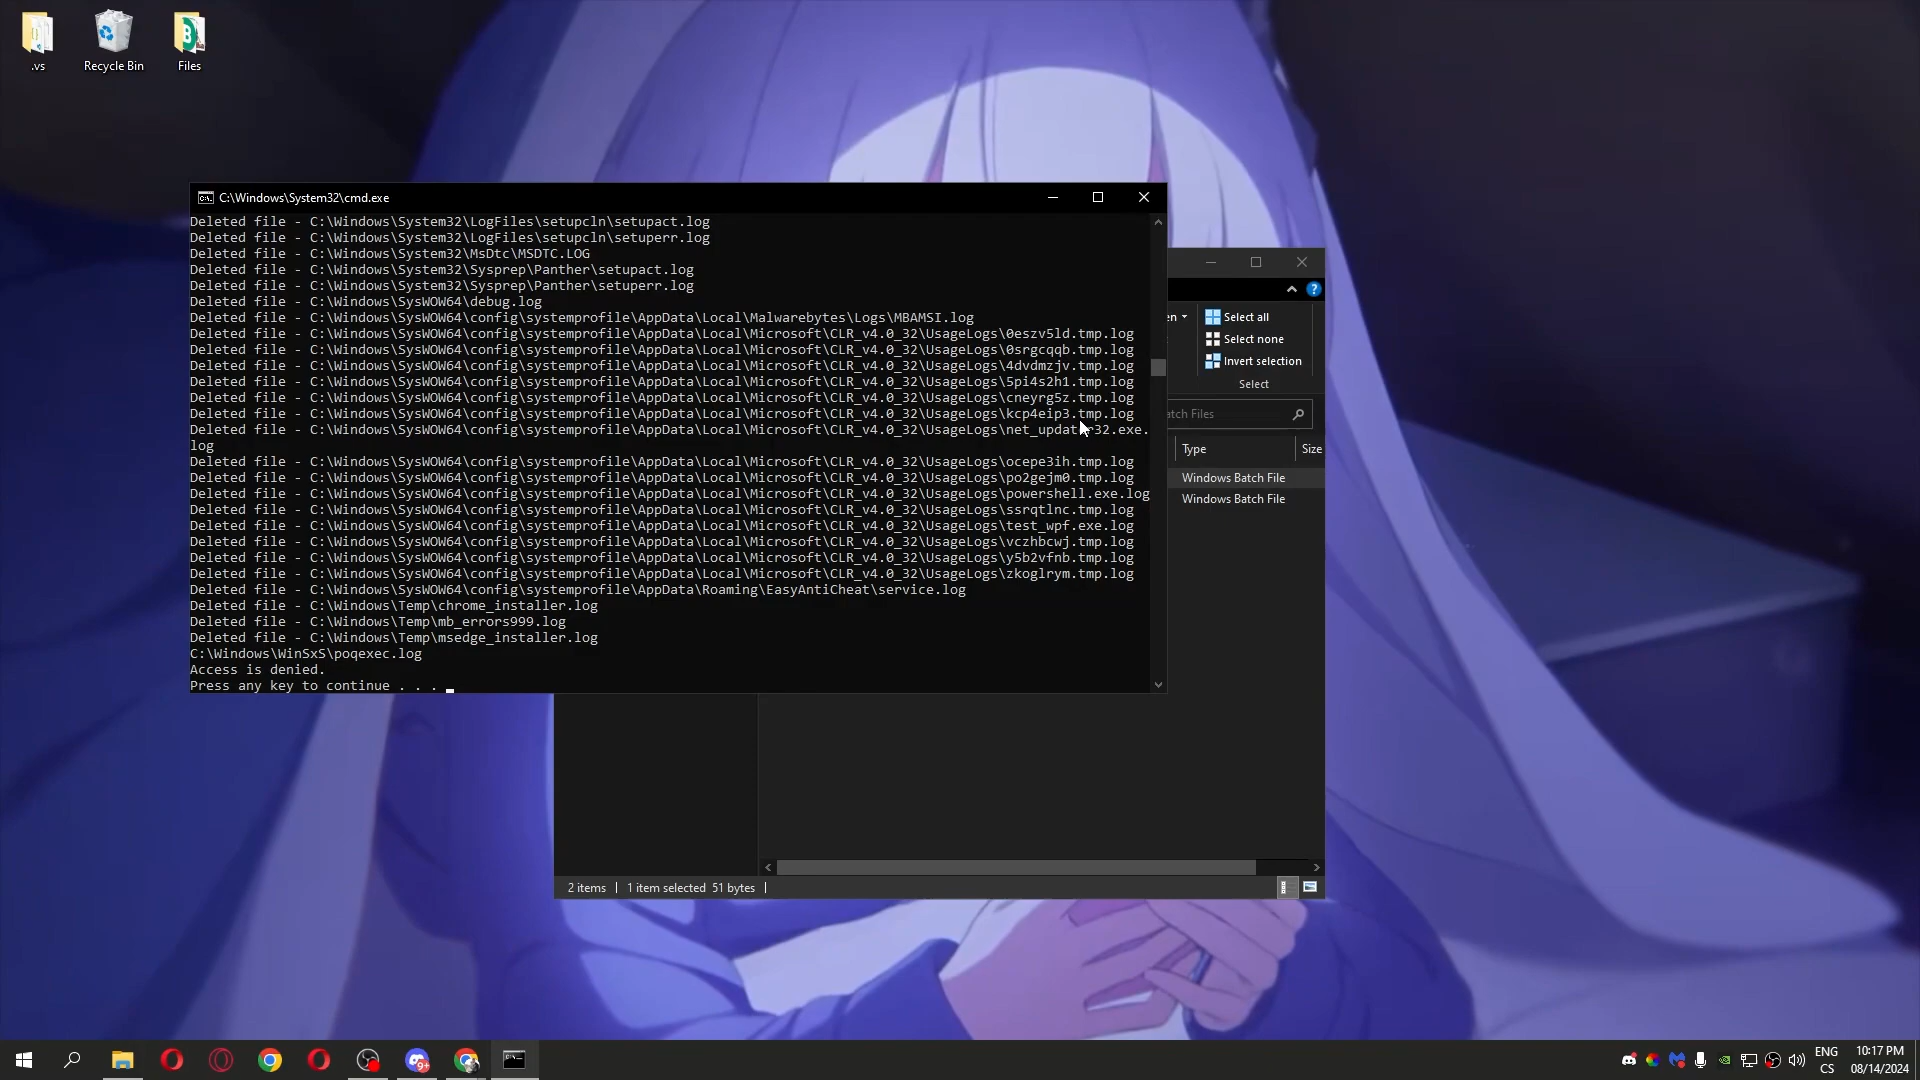 .vs
Recycle Bin
Files
C:\Windows\System32\cmd.exe
Deleted file - C:\Windows\System32\LogFiles\setupcln\setupact.log
Deleted file - C:\Windows\System32\LogFiles\setupcln\setuperr.log
Deleted file - C:\Windows\System32\MsDtc\MSDTC.LOG
Deleted file - C:\Windows\System32\Sysprep\Panther\setupact.log
Deleted file - C:\Windows\System32\Sysprep\Panther\setuperr.log
Deleted file - C:\Windows\SysWOW64\debug.log
Deleted file - C:\Windows\SysWOW64\config\systemprofile\AppData\Local\Malwarebytes\Logs\MBAMSI.log
Deleted file - C:\Windows\SysWOW64\config\systemprofile\AppData\Local\Microsoft\CLR_v4.0_32\UsageLogs\0eszv5ld.tmp.log
Deleted file - C:\Windows\SysWOW64\config\systemprofile\AppData\Local\Microsoft\CLR_v4.0_32\UsageLogs\0srgcqqb.tmp.log
Deleted file - C:\Windows\SysWOW64\config\systemprofile\AppData\Local\Microsoft\CLR_v4.0_32\UsageLogs\4dvdmzjv.tmp.log
Deleted file - C:\Windows\SysWOW64\config\systemprofile\AppData\Local\Microsoft\CLR_v4.0_32\UsageLogs\5pi4s2h1.tmp.log
Deleted file - C:\Windows\SysWOW64\config\systemprofile\AppData\Local\Microsoft\CLR_v4.0_32\UsageLogs\cneyrg5z.tmp.log
Deleted file - C:\Windows\SysWOW64\config\systemprofile\AppData\Local\Microsoft\CLR_v4.0_32\UsageLogs\kcp4eip3.tmp.log
Deleted file - C:\Windows\SysWOW64\config\systemprofile\AppData\Local\Microsoft\CLR_v4.0_32\UsageLogs\net_updater32.exe.
log
Deleted file - C:\Windows\SysWOW64\config\systemprofile\AppData\Local\Microsoft\CLR_v4.0_32\UsageLogs\ocepe3ih.tmp.log
Deleted file - C:\Windows\SysWOW64\config\systemprofile\AppData\Local\Microsoft\CLR_v4.0_32\UsageLogs\po2gejm0.tmp.log
Deleted file - C:\Windows\SysWOW64\config\systemprofile\AppData\Local\Microsoft\CLR_v4.0_32\UsageLogs\powershell.exe.log
Deleted file - C:\Windows\SysWOW64\config\systemprofile\AppData\Local\Microsoft\CLR_v4.0_32\UsageLogs\ssrqtlnc.tmp.log
Deleted file - C:\Windows\SysWOW64\config\systemprofile\AppData\Local\Microsoft\CLR_v4.0_32\UsageLogs\test_wpf.exe.log
Deleted file - C:\Windows\SysWOW64\config\systemprofile\AppData\Local\Microsoft\CLR_v4.0_32\UsageLogs\vczhbcwj.tmp.log
Deleted file - C:\Windows\SysWOW64\config\systemprofile\AppData\Local\Microsoft\CLR_v4.0_32\UsageLogs\y5b2vfnb.tmp.log
Deleted file - C:\Windows\SysWOW64\config\systemprofile\AppData\Local\Microsoft\CLR_v4.0_32\UsageLogs\zkoglrym.tmp.log
Deleted file - C:\Windows\SysWOW64\config\systemprofile\AppData\Roaming\EasyAntiCheat\service.log
Deleted file - C:\Windows\Temp\chrome_installer.log
Deleted file - C:\Windows\Temp\mb_errors999.log
Deleted file - C:\Windows\Temp\msedge_installer.log
C:\Windows\WinSxS\poqexec.log
Access is denied.
Press any key to continue . . .
en
Select all
Select none
Invert selection
Select
atch Files
Type
Size
Windows Batch File
Windows Batch File
2 items
1 item selected 51 bytes
9+
ENG
CS
10:17 PM
08/14/2024